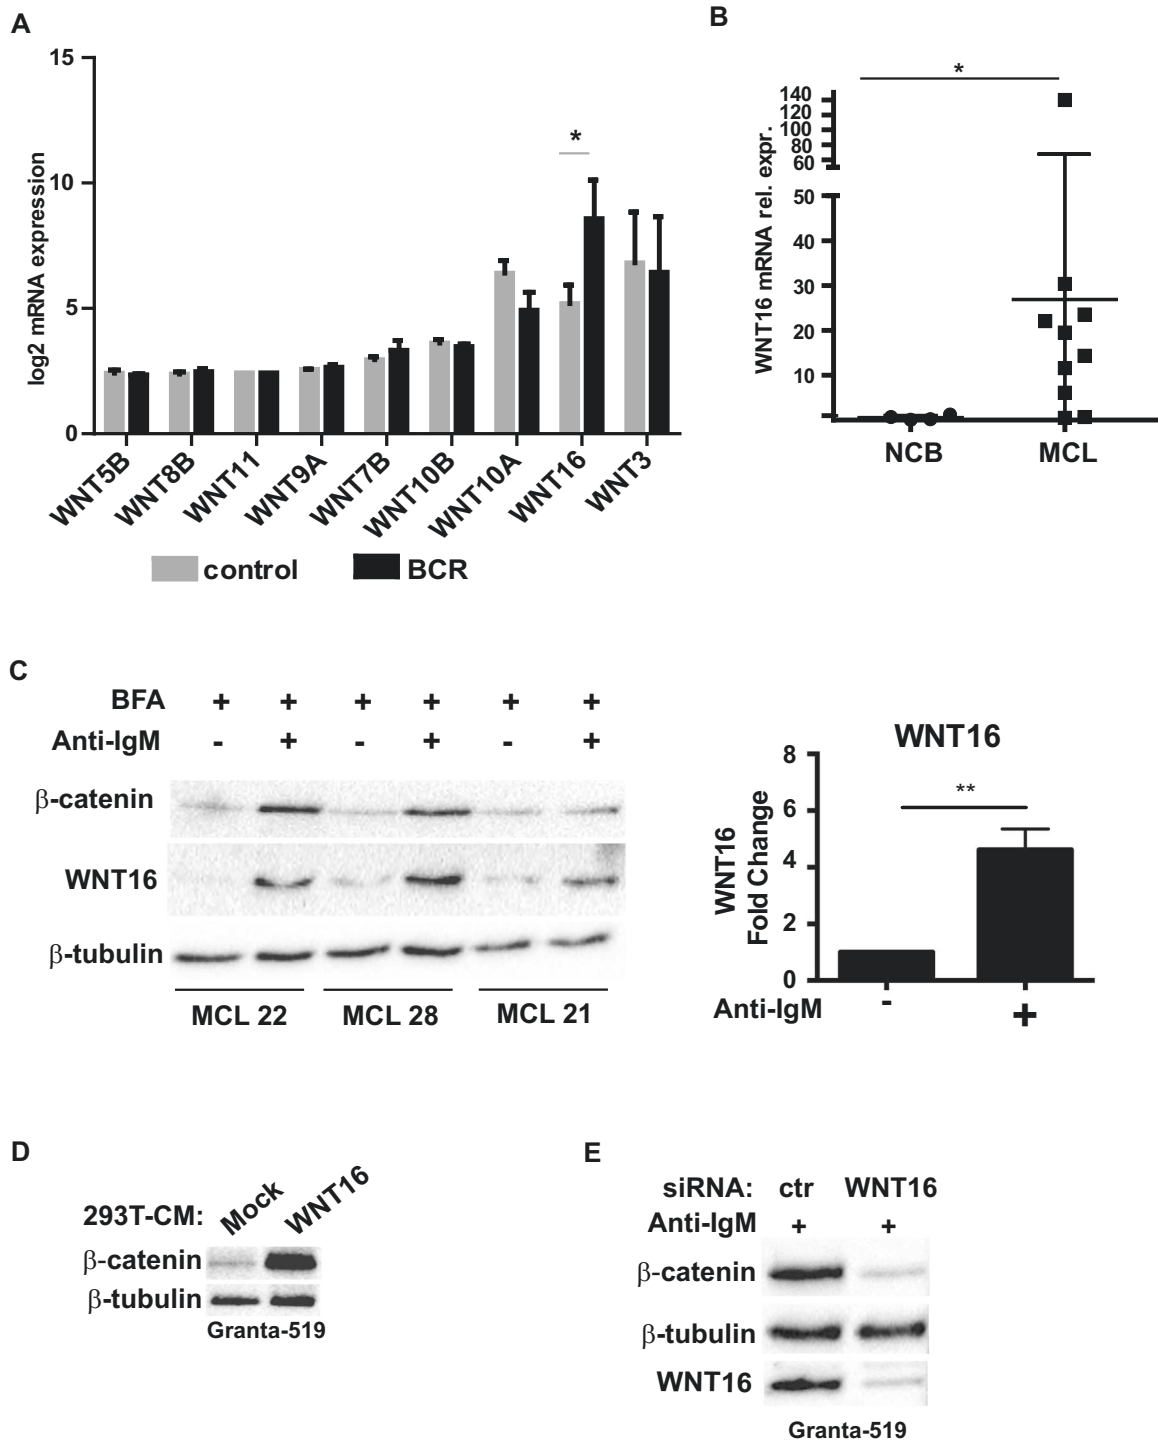 A
15
10
5
0
log2 mRNA expression
*
WNT5B
WNT8B
WNT11
WNT9A
WNT7B
WNT10B
WNT10A
WNT16
WNT3
control
BCR
B
*
WNT16 mRNA rel. expr.
140
120
100
80
60
50
40
30
20
10
NCB
MCL
C
BFA + + + + + +
Anti-IgM - + - + - +
β-catenin
WNT16
β-tubulin
MCL 22
MCL 28
MCL 21
WNT16
WNT16
Fold Change
8
6
4
2
0
**
Anti-IgM - +
D
293T-CM: Mock WNT16
β-catenin
β-tubulin
Granta-519
E
siRNA: ctr WNT16
Anti-IgM + +
β-catenin
β-tubulin
WNT16
Granta-519